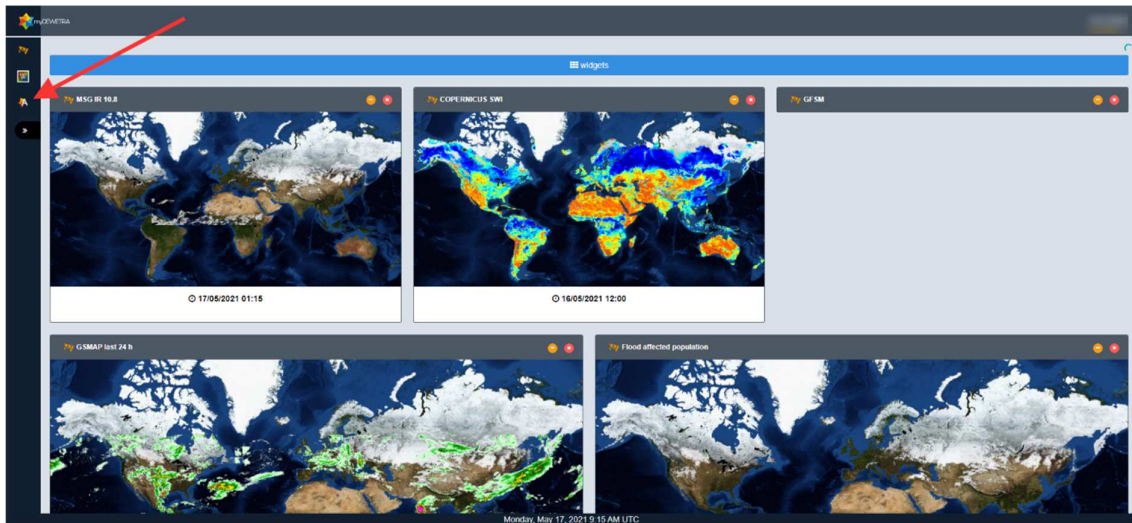 myDEWETRA
widgets
MSG IR 10.8
COPERNICUS SWI
GFSM
17/05/2021 01:15
16/05/2021 12:00
GSMAP last 24 h
Flood affected population
Monday, May 17, 2021 9:15 AM UTC